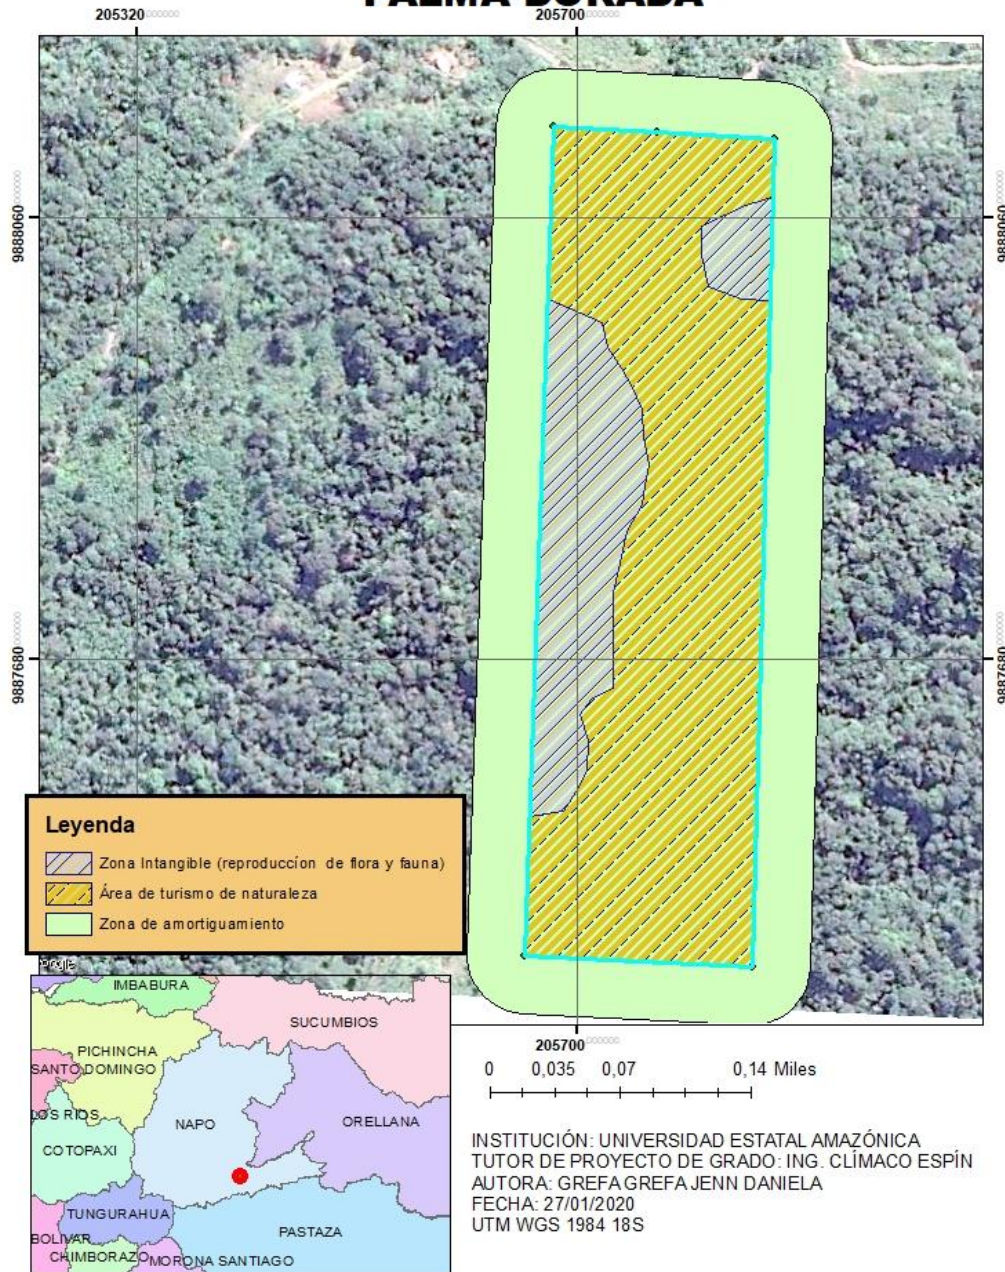 PALMA DORADA
205320
205700
9888060
9888060
9887680
9887680
Leyenda
Zona Intangible (reproduccíon de flora y fauna)
Área de turismo de naturaleza
Zona de amortiguamiento
IMBABURA
SUCUMBIOS
PICHINCHA
SANTO DOMINGO
LOS RIOS
COTOPAXI
NAPO
ORELLANA
TUNGURAHUA
BOLIVAR
CHIMBORAZO
MORONA SANTIAGO
PASTAZA
205700
0 0,035 0,07 0,14 Miles
INSTITUCIÓN: UNIVERSIDAD ESTATAL AMAZÓNICA
TUTOR DE PROYECTO DE GRADO: ING. CLÍMACO ESPÍN
AUTORA: GREFA GREFA JENN DANIELA
FECHA: 27/01/2020
UTM WGS 1984 18S